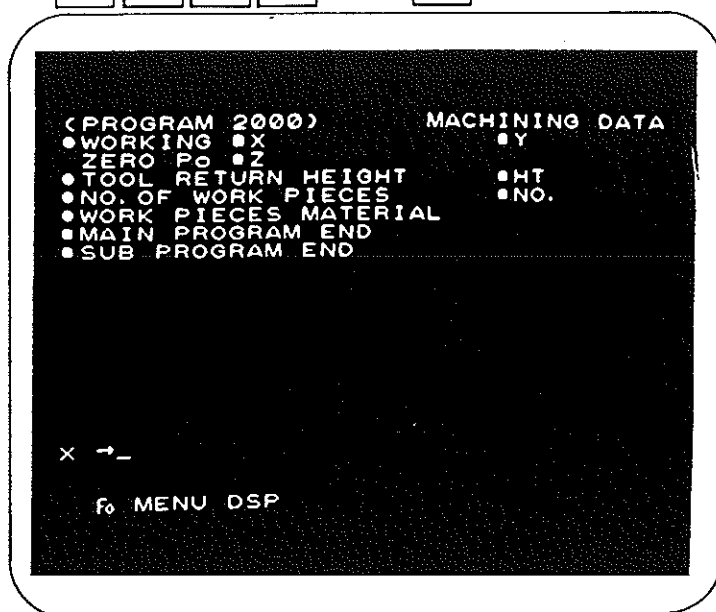 (PROGRAM 2000) MACHINING DATA
●WORKING ■X ■Y
ZERO Po ■Z
●TOOL RETURN HEIGHT ■HT
●NO. OF WORK PIECES ■NO.
●WORK PIECES MATERIAL
■MAIN PROGRAM END
■SUB PROGRAM END
X →_
fo MENU DSP